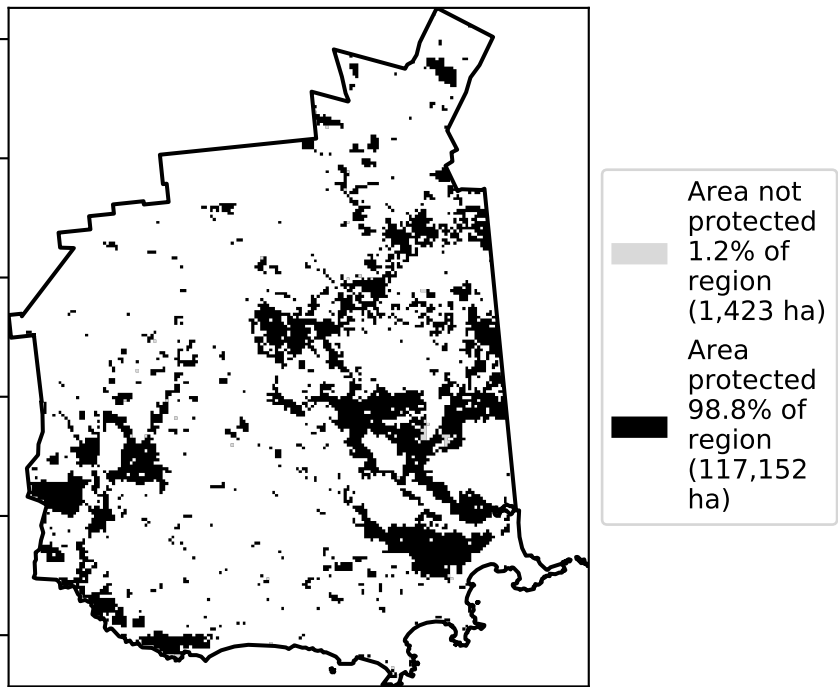 Area not
protected
1.2% of
region
(1,423 ha)
Area
protected
98.8% of
region
(117,152
ha)